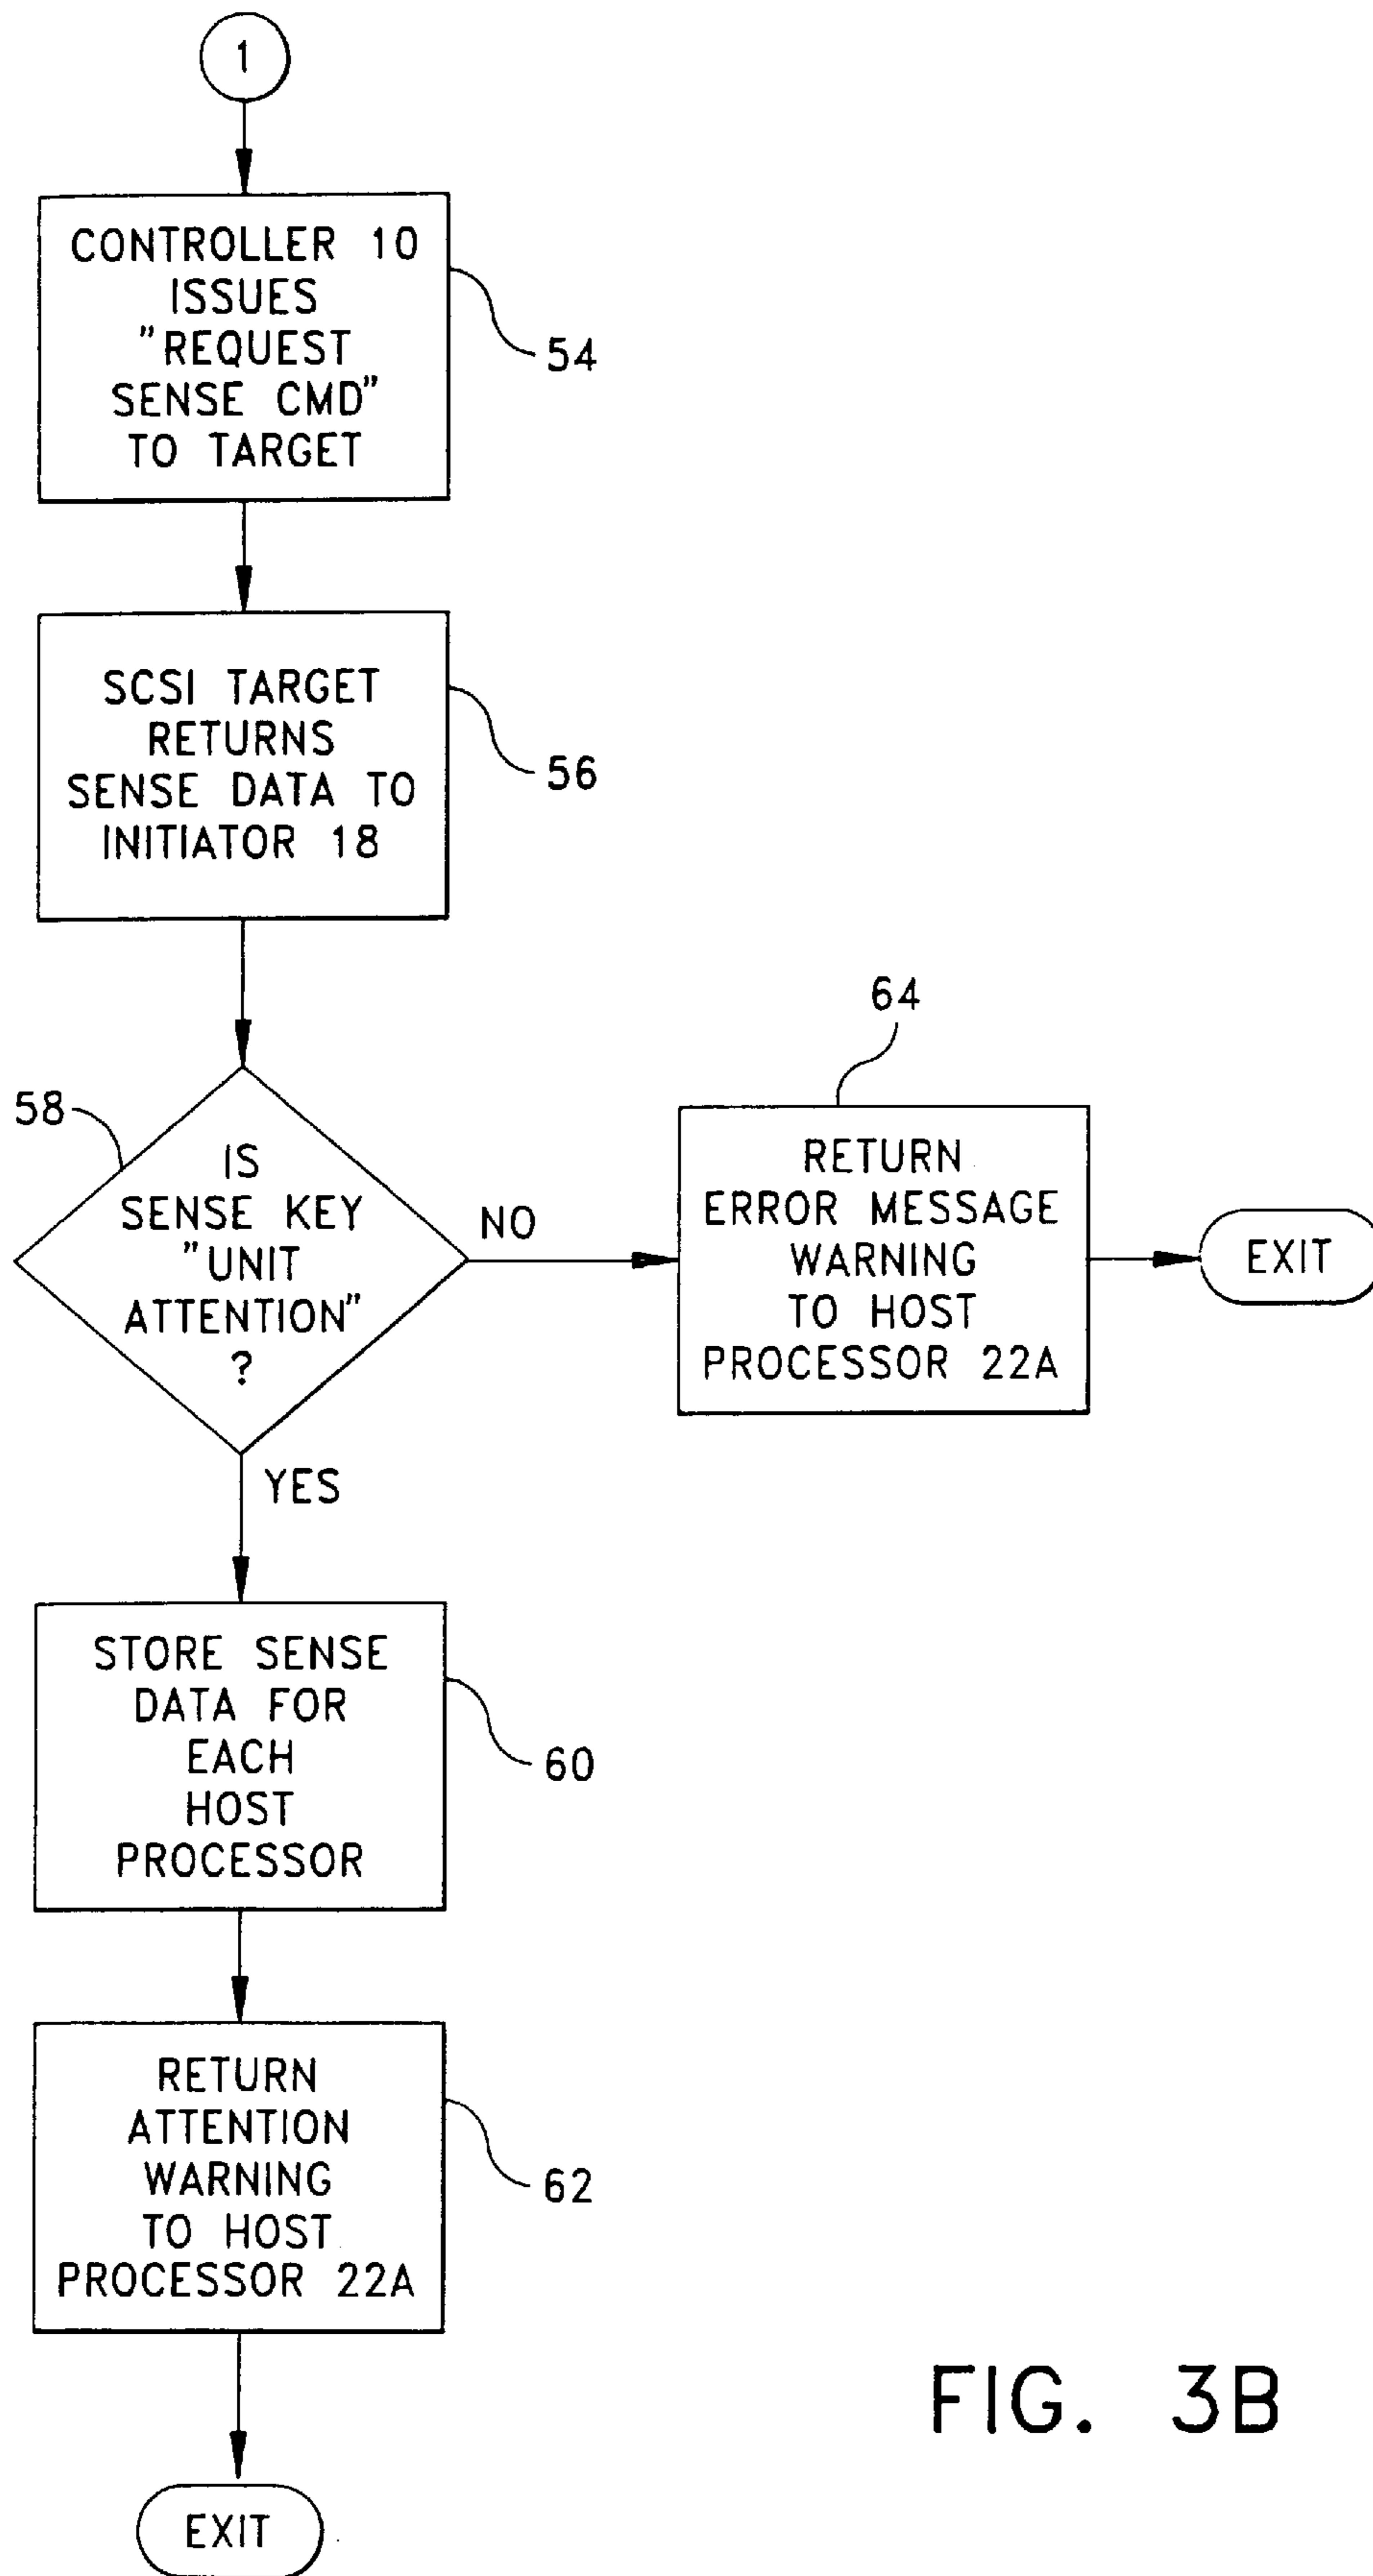 1
CONTROLLER 10
ISSUES
"REQUEST
SENSE CMD"
TO TARGET
54
SCSI TARGET
RETURNS
SENSE DATA TO
INITIATOR 18
56
58
IS
SENSE KEY
"UNIT
ATTENTION"
?
NO
64
RETURN
ERROR MESSAGE
WARNING
TO HOST
PROCESSOR 22A
EXIT
YES
STORE SENSE
DATA FOR
EACH
HOST
PROCESSOR
60
RETURN
ATTENTION
WARNING
TO HOST
PROCESSOR 22A
62
EXIT
FIG. 3B